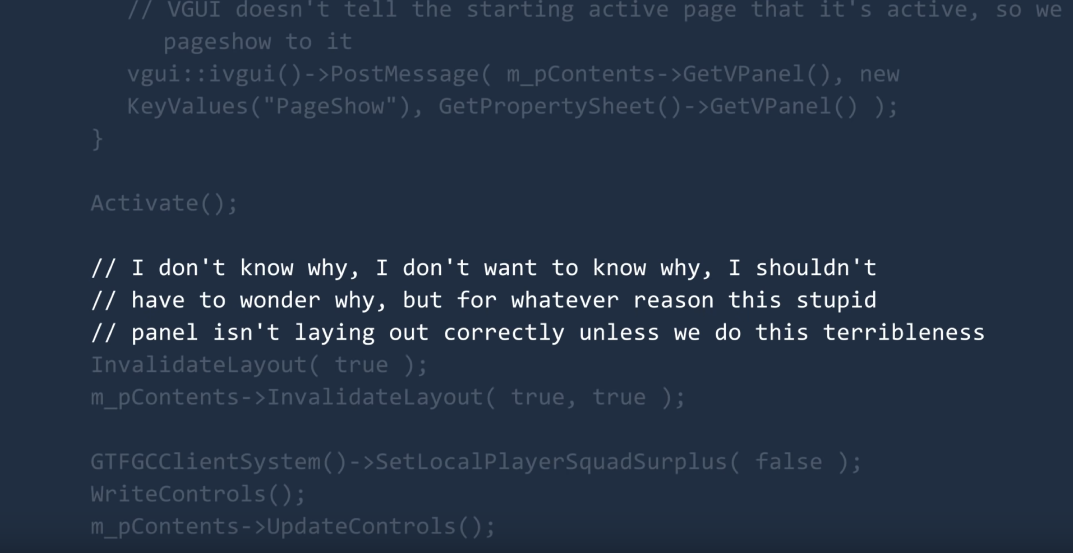 // VGUI doesn't tell the starting active page that it's active, so we
pageshow to it
vgui::ivgui()->PostMessage( m_pContents->GetVPanel(), new
KeyValues("PageShow"), GetPropertySheet()->GetVPanel() );
}
Activate();
// I don't know why, I don't want to know why, I shouldn't
// have to wonder why, but for whatever reason this stupid
// panel isn't laying out correctly unless we do this terribleness
InvalidateLayout( true );
m_pContents->InvalidateLayout( true, true );
GTFGCClientSystem()->SetLocalPlayerSquadSurplus( false );
WriteControls();
m_pContents->UpdateControls();